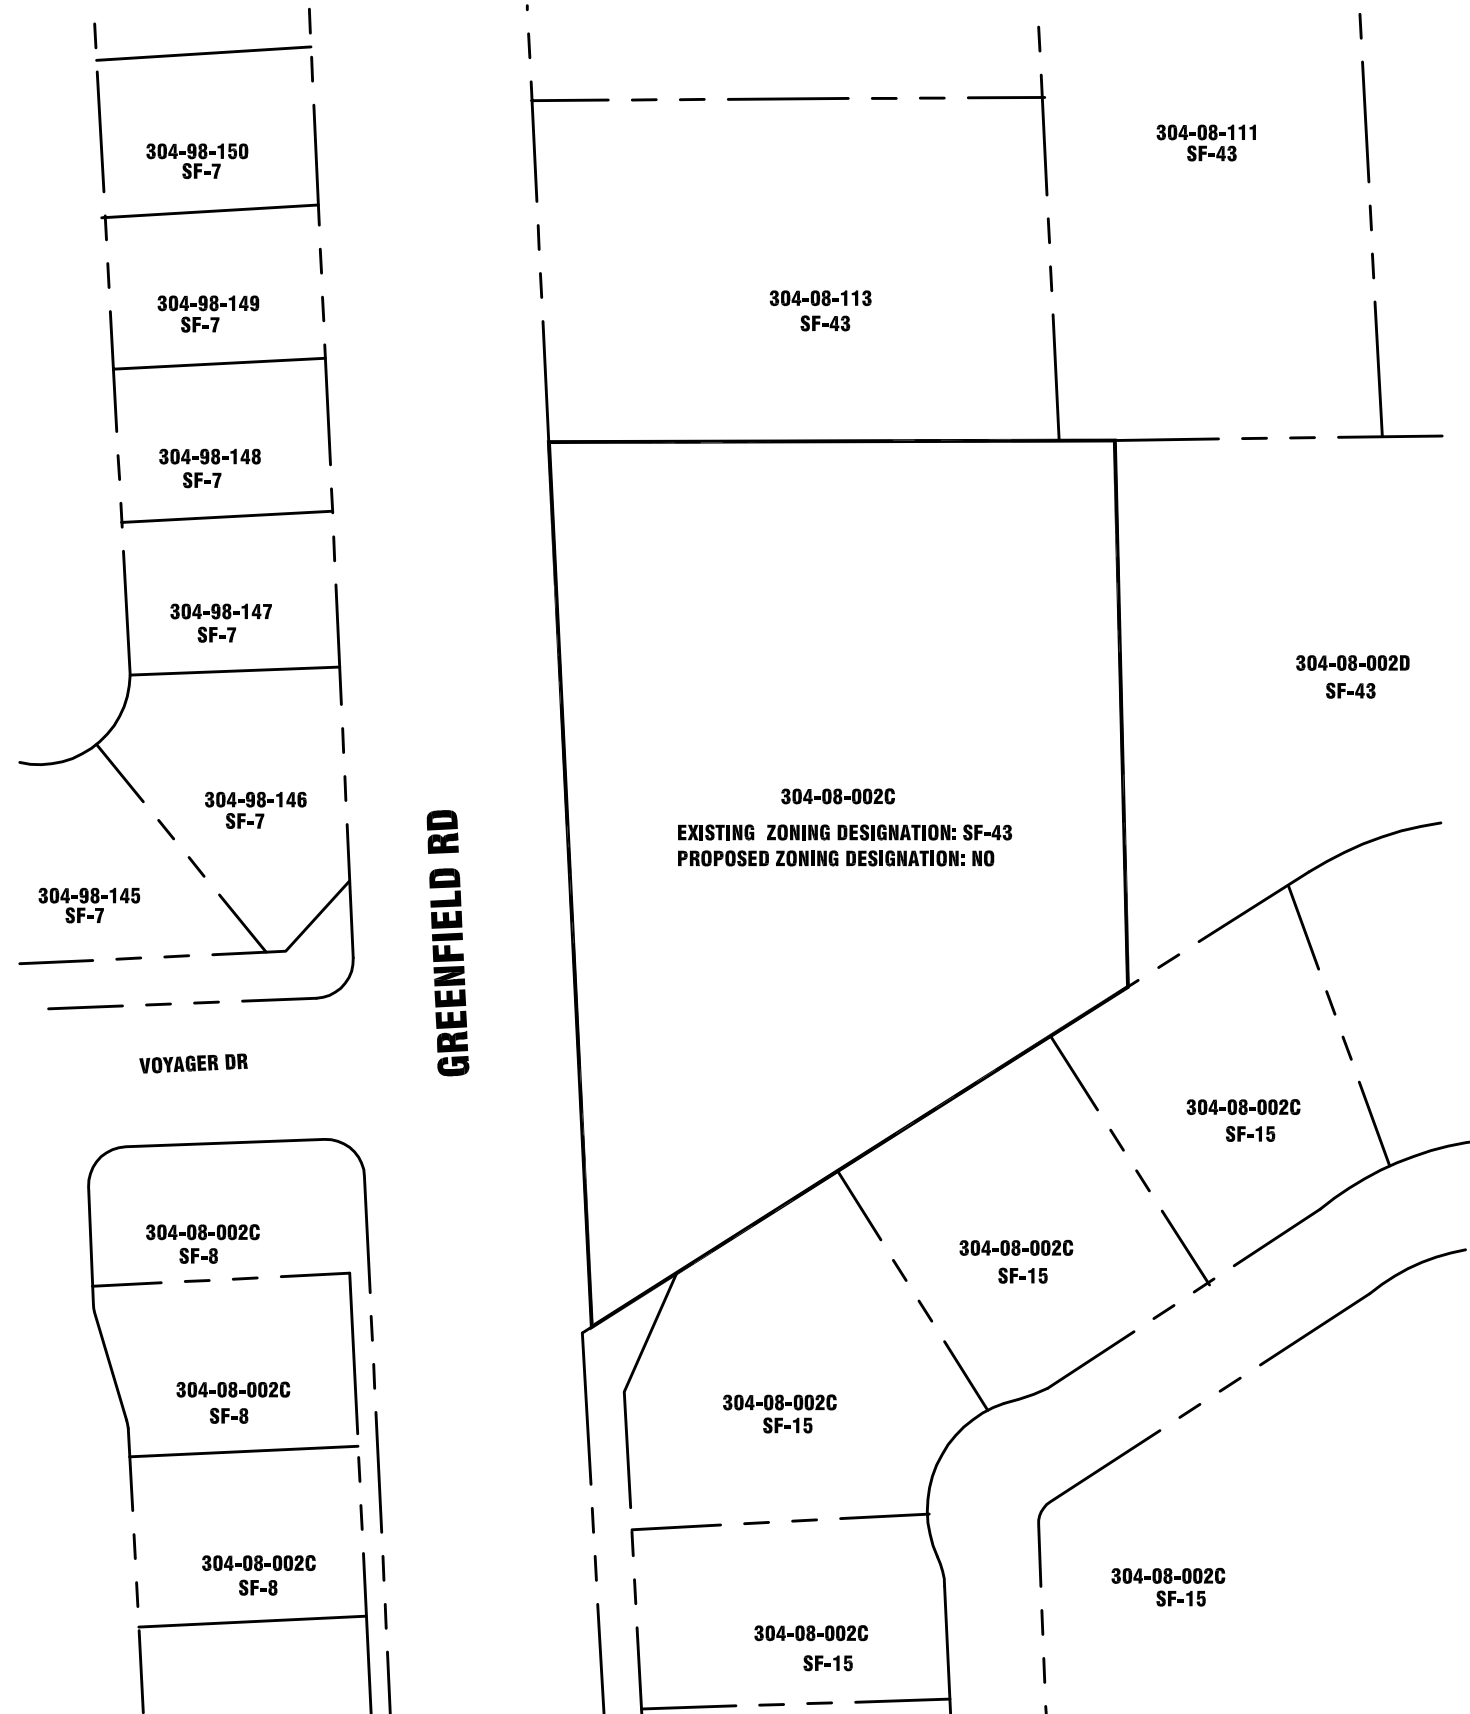 304-98-150
SF-7
304-08-111
SF-43
304-98-149
SF-7
304-08-113
SF-43
304-98-148
SF-7
304-98-147
SF-7
304-08-002D
SF-43
304-98-146
SF-7
304-08-002C
EXISTING ZONING DESIGNATION: SF-43
PROPOSED ZONING DESIGNATION: NO
304-98-145
SF-7
GREENFIELD RD
VOYAGER DR
304-08-002C
SF-15
304-08-002C
SF-8
304-08-002C
SF-15
304-08-002C
SF-8
304-08-002C
SF-15
304-08-002C
SF-8
304-08-002C
SF-15
304-08-002C
SF-15